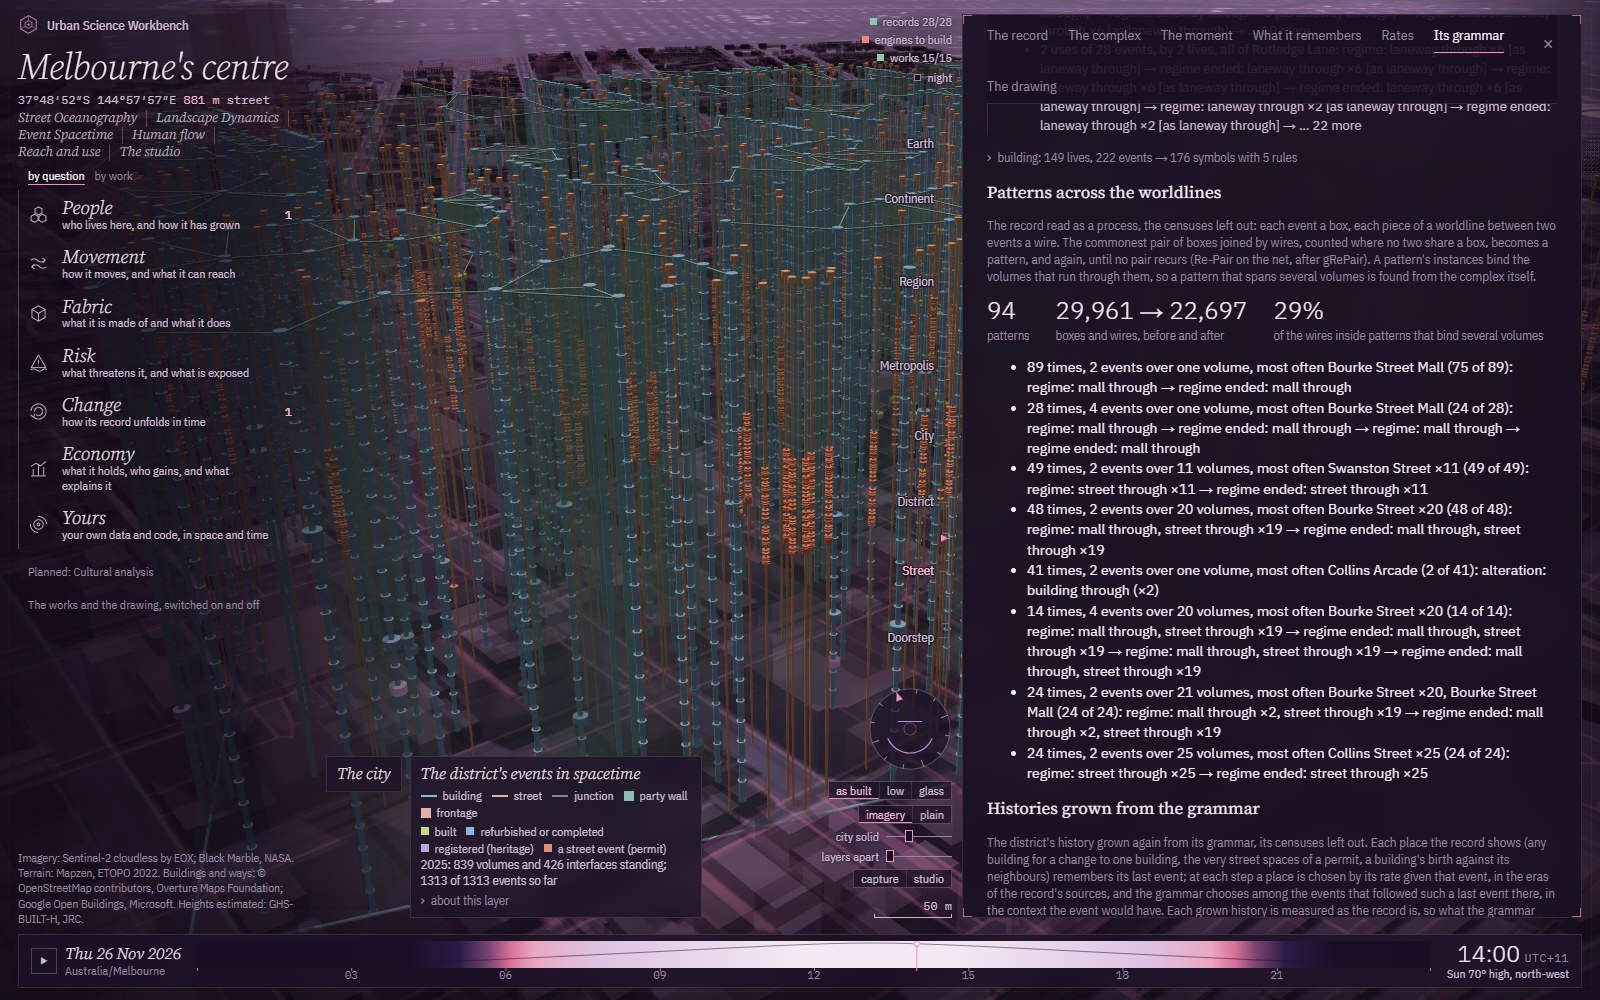 Urban Science Workbench
Melbourne's centre
37°48′52″S 144°57′57″E 881 m street
Street Oceanography | Landscape Dynamics |
Event Spacetime | Human flow |
Reach and use | The studio
by question by work
People 1
who lives here, and how it has grown
Movement
how it moves, and what it can reach
Fabric
what it is made of and what it does
Risk
what threatens it, and what is exposed
Change 1
how its record unfolds in time
Economy
what it holds, who gains, and what
explains it
Yours
your own data and code, in space and time
Planned: Cultural analysis
The works and the drawing, switched on and off
Imagery: Sentinel-2 cloudless by EOX; Black Marble, NASA.
Terrain: Mapzen, ETOPO 2022. Buildings and ways: ©
OpenStreetMap contributors, Overture Maps Foundation;
Google Open Buildings, Microsoft. Heights estimated: GHS-
BUILT-H, JRC.
records 28/28
engines to build
works 15/15
night
Earth
Continent
Region
Metropolis
City
District
Street
Doorstep
The city
The district's events in spacetime
building street junction party wall
frontage
built refurbished or completed
registered (heritage) a street event (permit)
2025: 839 volumes and 426 interfaces standing;
1313 of 1313 events so far
› about this layer
as built low glass
imagery plain
city solid
layers apart
capture studio
50 m
The record The complex The moment What it remembers Rates Its grammar ×
2 uses of 28 events, by 2 lives, all of Rutledge Lane: regime: laneway through ×6 [as
laneway through] → regime ended: laneway through ×6 [as laneway through] → regime:
The drawing
laneway through] → regime: laneway through ×2 [as laneway through] → regime ended:
laneway through ×2 [as laneway through] → … 22 more
› building: 149 lives, 222 events → 176 symbols with 5 rules
Patterns across the worldlines
The record read as a process, the censuses left out: each event a box, each piece of a worldline between two
events a wire. The commonest pair of boxes joined by wires, counted where no two share a box, becomes a
pattern, and again, until no pair recurs (Re-Pair on the net, after gRePair). A pattern's instances bind the
volumes that run through them, so a pattern that spans several volumes is found from the complex itself.
94 29,961 → 22,697 29%
patterns boxes and wires, before and after of the wires inside patterns that bind several volumes
• 89 times, 2 events over one volume, most often Bourke Street Mall (75 of 89):
regime: mall through → regime ended: mall through
• 28 times, 4 events over one volume, most often Bourke Street Mall (24 of 28):
regime: mall through → regime ended: mall through → regime: mall through →
regime ended: mall through
• 49 times, 2 events over 11 volumes, most often Swanston Street ×11 (49 of 49):
regime: street through ×11 → regime ended: street through ×11
• 48 times, 2 events over 20 volumes, most often Bourke Street ×20 (48 of 48):
regime: mall through, street through ×19 → regime ended: mall through, street
through ×19
• 41 times, 2 events over one volume, most often Collins Arcade (2 of 41): alteration:
building through (×2)
• 14 times, 4 events over 20 volumes, most often Bourke Street ×20 (14 of 14):
regime: mall through, street through ×19 → regime ended: mall through, street
through ×19 → regime: mall through, street through ×19 → regime ended: mall
through, street through ×19
• 24 times, 2 events over 21 volumes, most often Bourke Street ×20, Bourke Street
Mall (24 of 24): regime: mall through ×2, street through ×19 → regime ended: mall
through ×2, street through ×19
• 24 times, 2 events over 25 volumes, most often Collins Street ×25 (24 of 24):
regime: street through ×25 → regime ended: street through ×25
Histories grown from the grammar
The district's history grown again from its grammar, its censuses left out. Each place the record shows (any
building for a change to one building, the very street spaces of a permit, a building's birth against its
neighbours) remembers its last event; at each step a place is chosen by its rate given that event, in the eras
of the record's sources, and the grammar chooses among the events that followed such a last event there, in
the context the event would have. Each grown history is measured as the record is, so what the grammar
Thu 26 Nov 2026
Australia/Melbourne
03 06 09 12 15 18 21
14:00 UTC+11
Sun 70° high, north-west